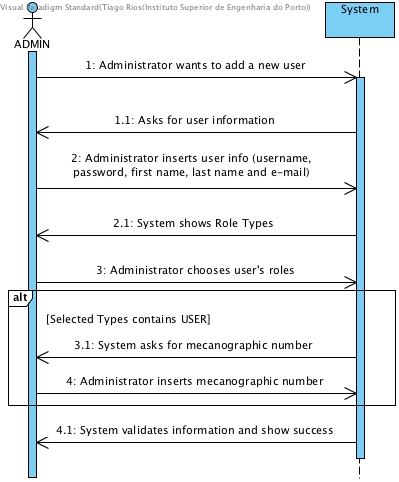 Visual Paradigm Standard(Tiago Rios(Instituto Superior de Engenharia do Porto))
System
ADMIN
1: Administrator wants to add a new user
1.1: Asks for user information
2: Administrator inserts user info (username,
password, first name, last name and e-mail)
2.1: System shows Role Types
3: Administrator chooses user's roles
alt
[Selected Types contains USER]
3.1: System asks for mecanographic number
4: Administrator inserts mecanographic number
4.1: System validates information and show success